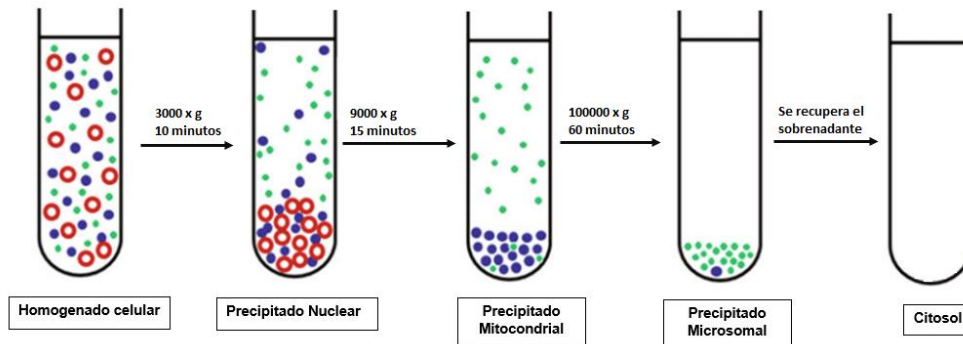 3000 x g
10 minutos
9000 x g
15 minutos
100000 x g
60 minutos
Se recupera el
sobrenadante
Homogenado celular
Precipitado Nuclear
Precipitado
Mitocondrial
Precipitado
Microsomal
Citosol